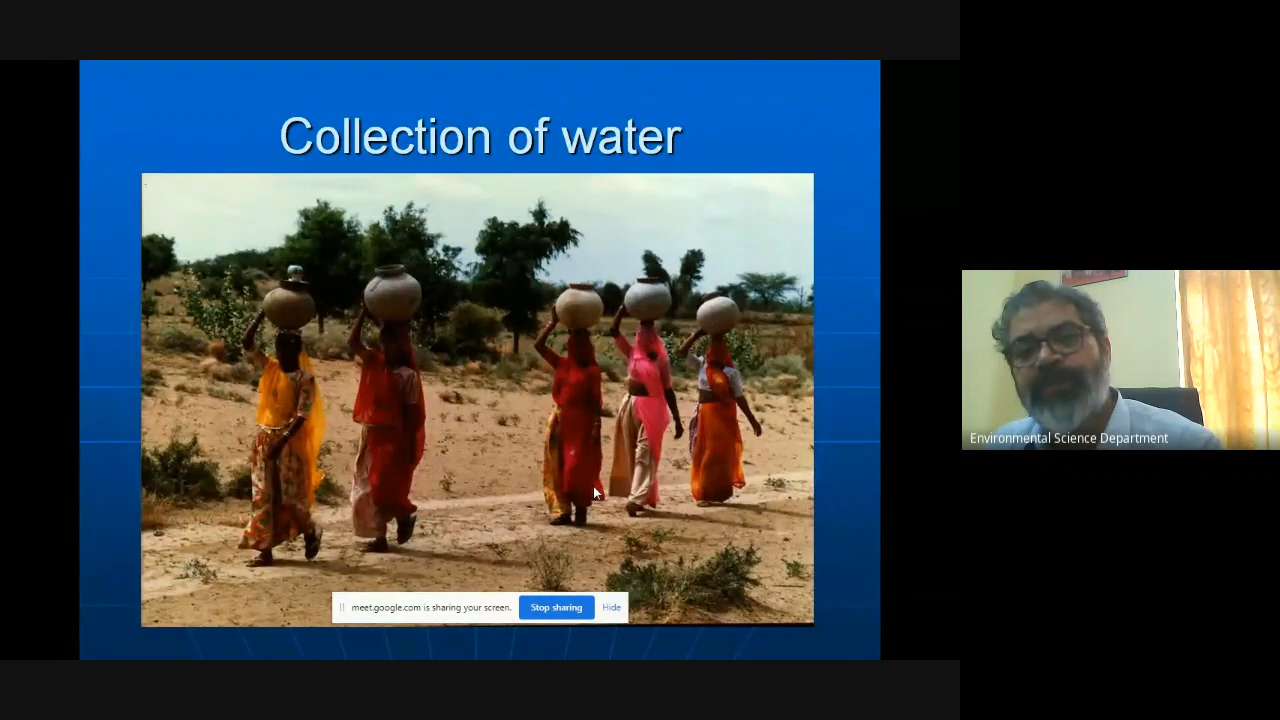 Collection of water
meet.google.com is sharing your screen.
Stop sharing
Hide
Environmental Science Department